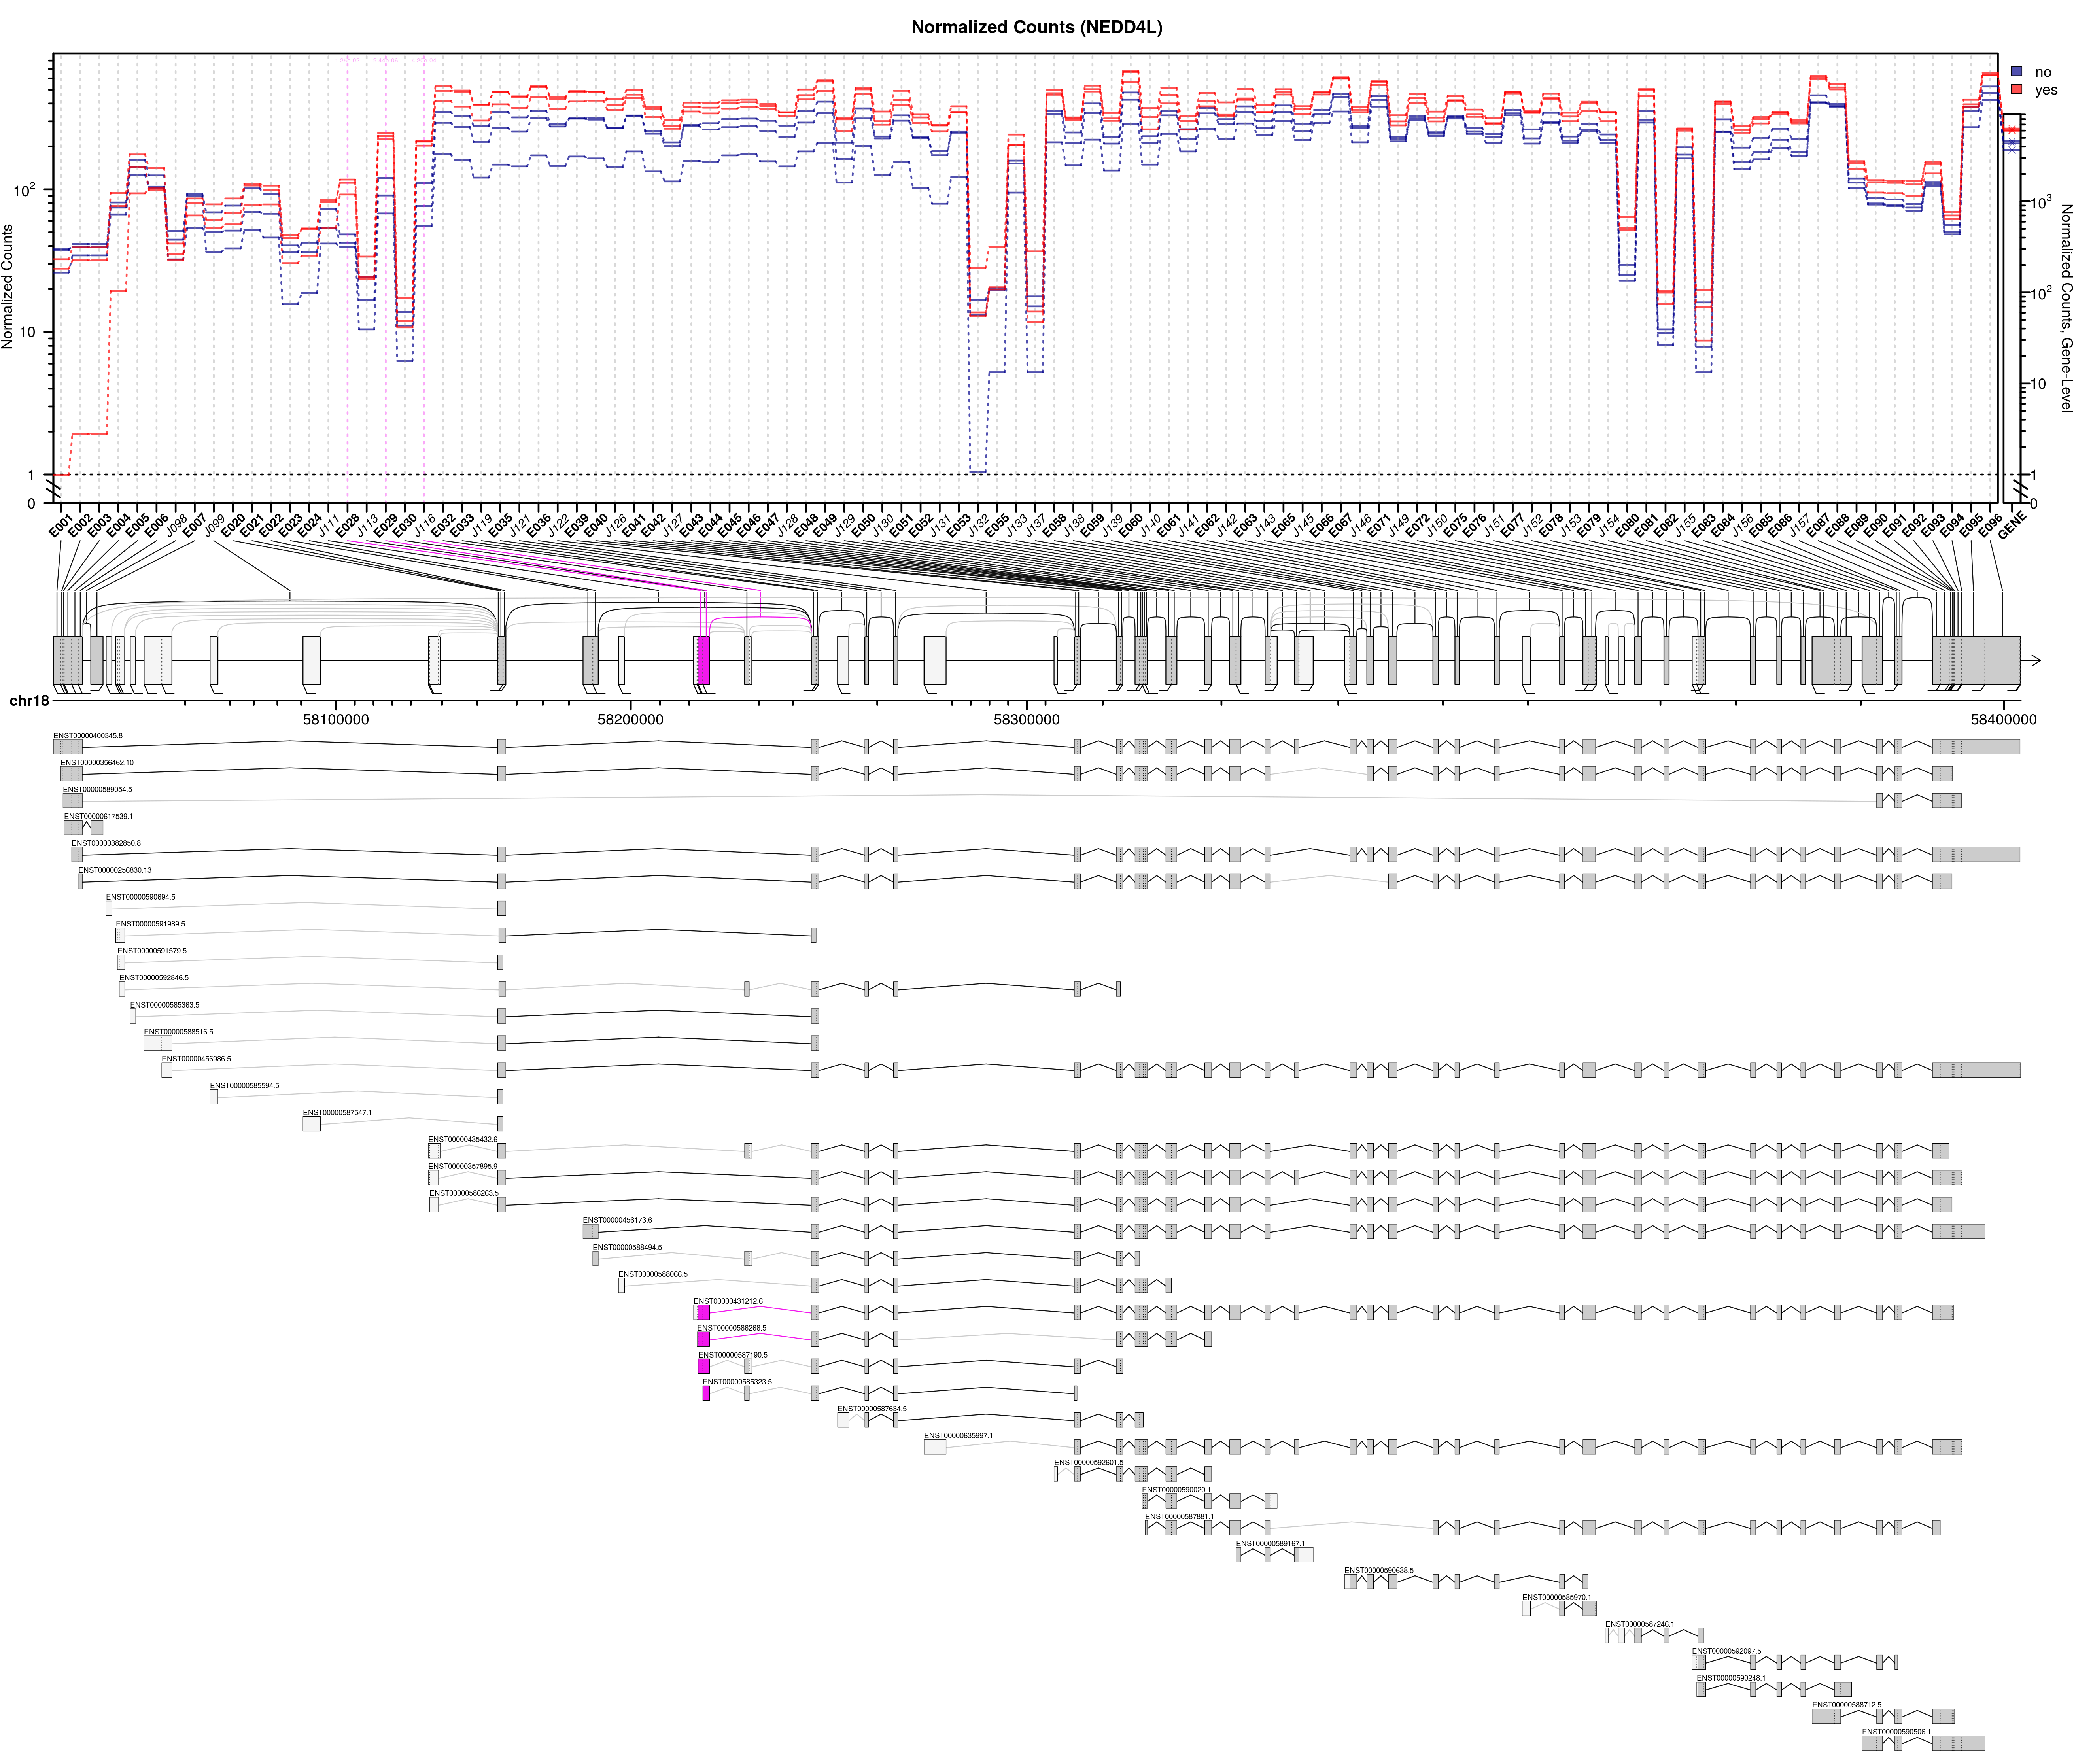 Normalized Counts (NEDD4L)
no
yes
Normalized Counts
10²
10
1
0
10³
10²
10
1
0
Normalized Counts, Gene-Level
E001 E002 E003 E004 E005 E006 J098 E007 J099 E020 E021 E022 E023 E024 J111 E028 J113 E029 E030 J116 E032 E033 J119 E035 J121 E036 J122 E039 E040 J126 E041 E042 J127 E043 E044 E045 E046 E047 J128 E048 E049 J129 E050 J130 E051 E052 J131 E053 J132 E055 J133 J137 E058 J138 E059 J139 E060 J140 E061 J141 E062 J142 E063 J143 E065 J145 E066 E067 J146 E071 J149 E072 J150 E075 E076 J151 E077 J152 E078 J153 E079 J154 E080 E081 E082 J155 E083 E084 J156 E085 E086 J157 E087 E088 E089 E090 E091 E092 E093 E094 E095 E096 GENE
chr18
58100000 58200000 58300000 58400000
ENST00000400345.8
ENST00000356462.10
ENST00000589054.5
ENST00000617539.1
ENST00000382850.8
ENST00000256830.13
ENST00000590694.5
ENST00000591989.5
ENST00000591579.5
ENST00000592846.5
ENST00000585363.5
ENST00000588516.5
ENST00000456986.5
ENST00000585594.5
ENST00000587547.1
ENST00000435432.6
ENST00000357895.9
ENST00000586263.5
ENST00000456173.6
ENST00000588494.5
ENST00000588066.5
ENST00000431212.6
ENST00000586268.5
ENST00000587190.5
ENST00000585323.5
ENST00000587634.5
ENST00000635997.1
ENST00000592601.5
ENST00000590020.1
ENST00000587881.1
ENST00000589167.1
ENST00000590638.5
ENST00000585970.1
ENST00000587246.1
ENST00000592097.5
ENST00000590248.1
ENST00000588712.5
ENST00000590506.1